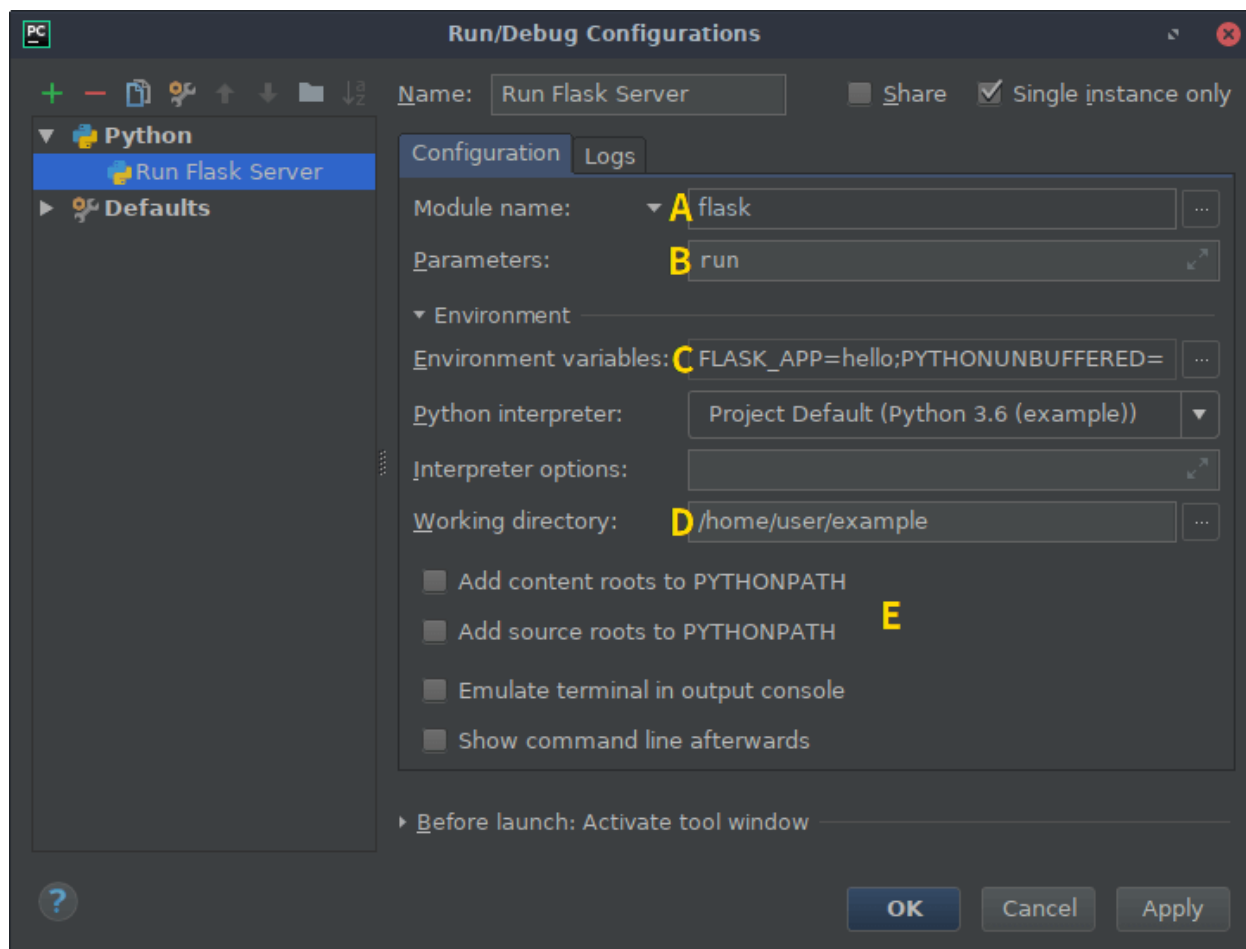 PC
Run/Debug Configurations
Name: Run Flask Server Share Single instance only
Python
Run Flask Server
Defaults
Configuration Logs
Module name: A flask ...
Parameters: B run
Environment
Environment variables: C FLASK_APP=hello;PYTHONUNBUFFERED= ...
Python interpreter: Project Default (Python 3.6 (example))
Interpreter options:
Working directory: D /home/user/example ...
Add content roots to PYTHONPATH
E
Add source roots to PYTHONPATH
Emulate terminal in output console
Show command line afterwards
Before launch: Activate tool window
? OK Cancel Apply